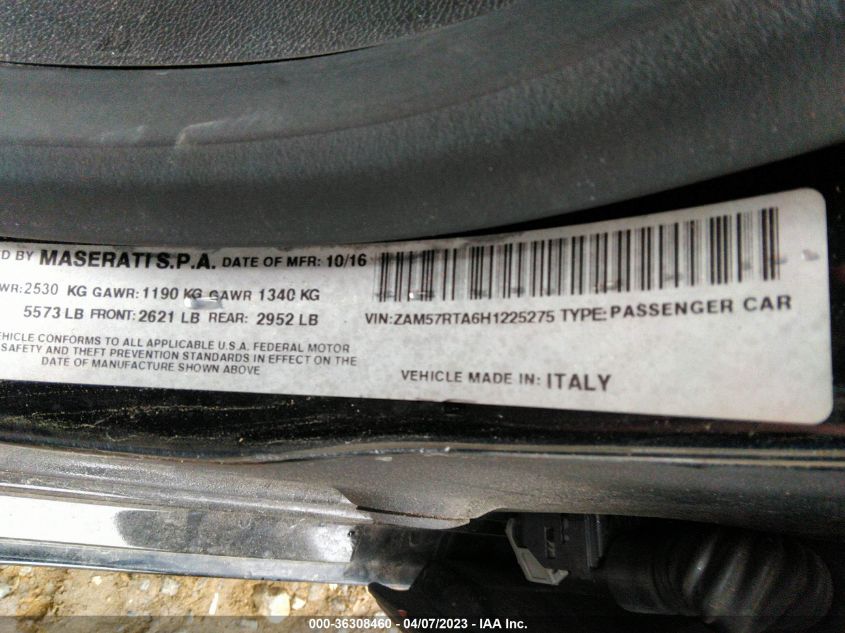 D BY MASERATI S.P.A. DATE OF MFR: 10/16
WR: 2530 KG GAWR: 1190 KG GAWR 1340 KG
5573 LB FRONT: 2621 LB REAR: 2952 LB
VIN: ZAM57RTA6H1225275 TYPE: PASSENGER CAR
EHICLE CONFORMS TO ALL APPLICABLE U.S.A. FEDERAL MOTOR
SAFETY AND THEFT PREVENTION STANDARDS IN EFFECT ON THE
DATE OF MANUFACTURE SHOWN ABOVE
VEHICLE MADE IN: ITALY
000-36308460 - 04/07/2023 - IAA Inc.